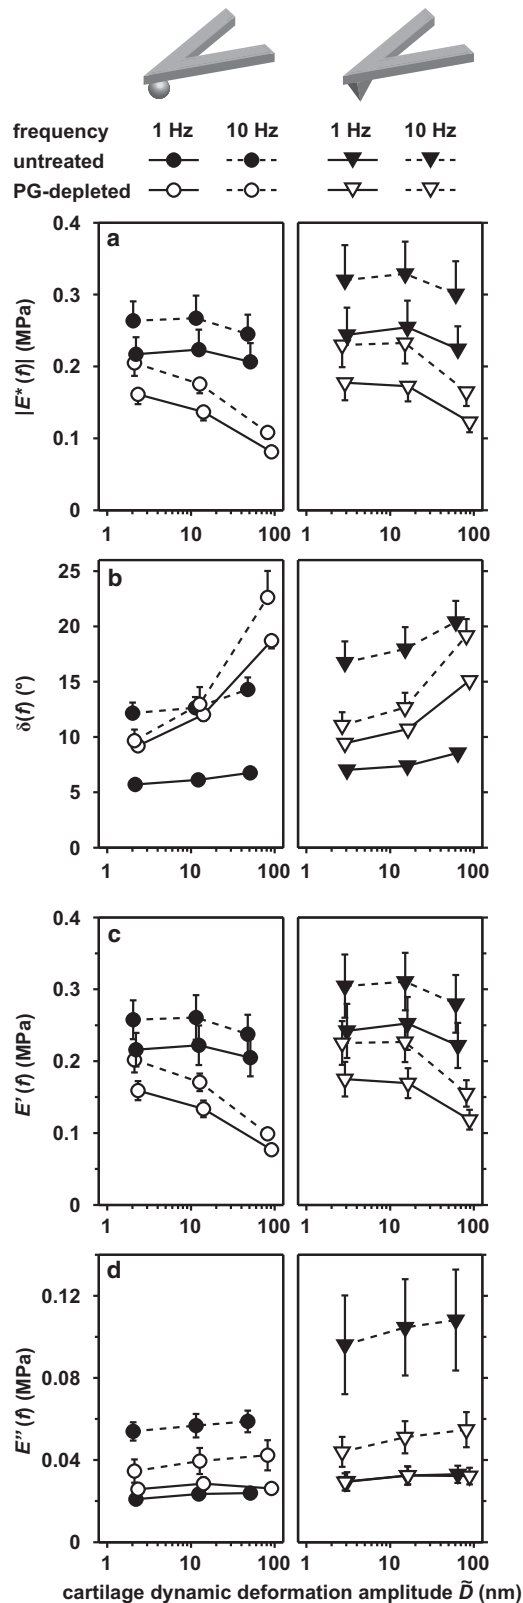 frequency 1 Hz 10 Hz 1 Hz 10 Hz
untreated
PG-depleted
a
|E*(f)| (MPa)
0.4
0.3
0.2
0.1
0
1 10 100 1 10 100
b
δ(f) (°)
25
20
15
10
5
0
1 10 100 1 10 100
c
E'(f) (MPa)
0.4
0.3
0.2
0.1
0
1 10 100 1 10 100
d
E''(f) (MPa)
0.12
0.08
0.04
0
1 10 100 1 10 100
cartilage dynamic deformation amplitude D̃ (nm)